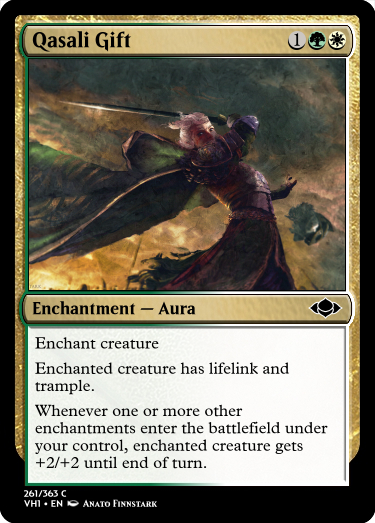 Qasali Gift 1
Enchantment — Aura
Enchant creature
Enchanted creature has lifelink and
trample.
Whenever one or more other
enchantments enter the battlefield under
your control, enchanted creature gets
+2/+2 until end of turn.
261/363 C
VH1 • EN Anato Finnstark